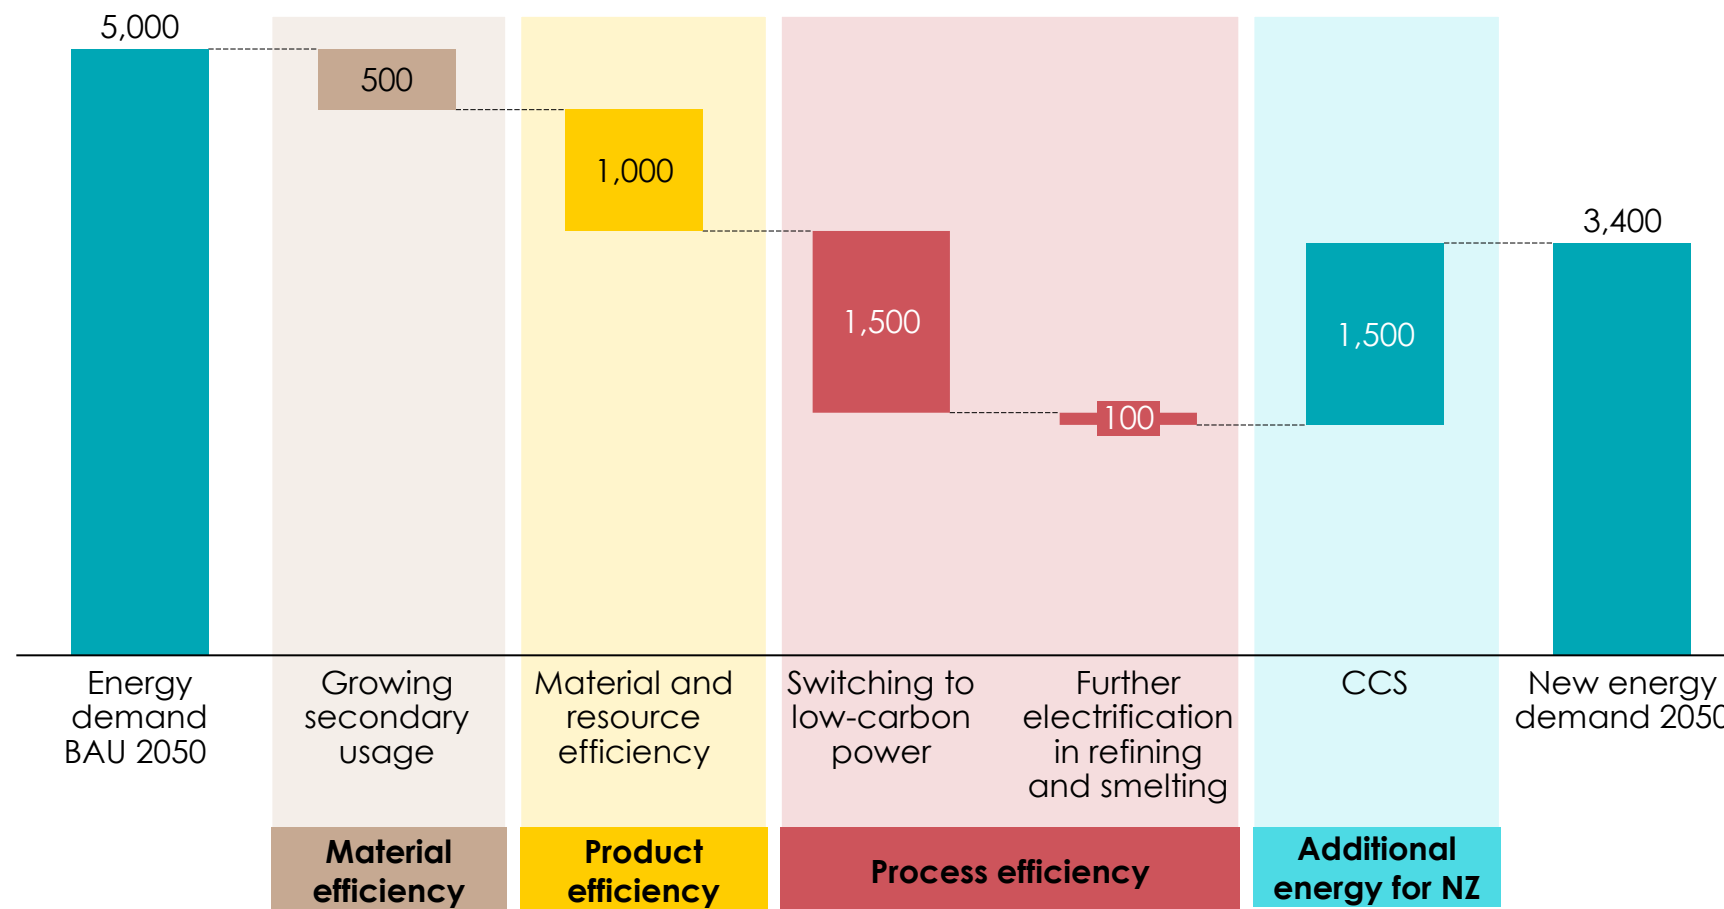 5,000
500
1,000
1,500
100
1,500
3,400
Energy
demand
BAU 2050
Growing
secondary
usage
Material and
resource
efficiency
Switching to
low-carbon
power
Further
electrification
in refining
and smelting
CCS
New energy
demand 2050
Material
efficiency
Product
efficiency
Process efficiency
Additional
energy for NZ